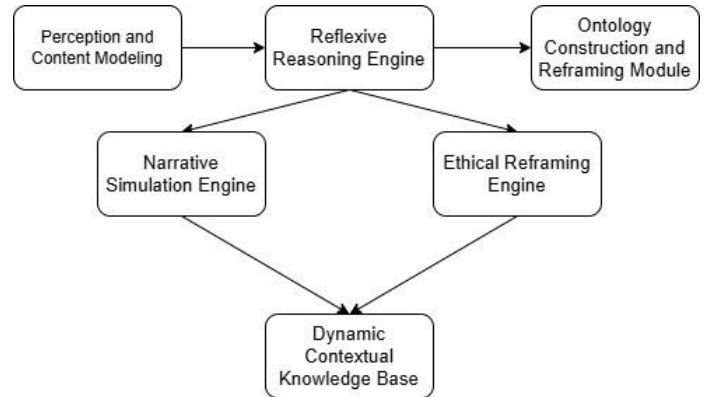 Perception and
Content Modeling
Reflexive
Reasoning Engine
Ontology
Construction and
Reframing Module
Narrative
Simulation Engine
Ethical Reframing
Engine
Dynamic
Contextual
Knowledge Base